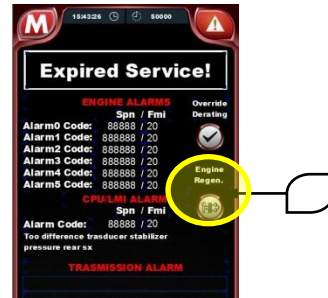 M 15:43:26 50000
Expired Service!
ENGINE ALARMS
Override
Derating
Spn / Fmi
Alarm0 Code: 88888 / 20
Alarm1 Code: 888888 / 20
Alarm2 Code: 888888 / 20
Alarm3 Code: 888888 / 20
Alarm4 Code: 888888 / 20
Alarm5 Code: 888888 / 20
Engine
Regen.
CPU/LMI ALARM
Spn / Fmi
Alarm Code: 88888 / 20
Too difference trasducer stabilizer
pressure rear sx
TRASMISSION ALARM